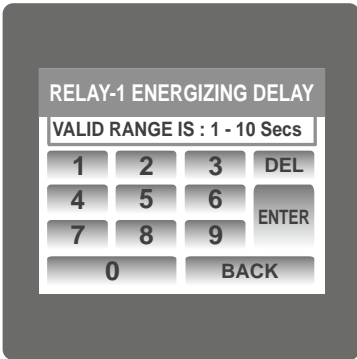 RELAY-1 ENERGIZING DELAY
VALID RANGE IS : 1 - 10 Secs
1 2 3 DEL
4 5 6 ENTER
7 8 9
0 BACK